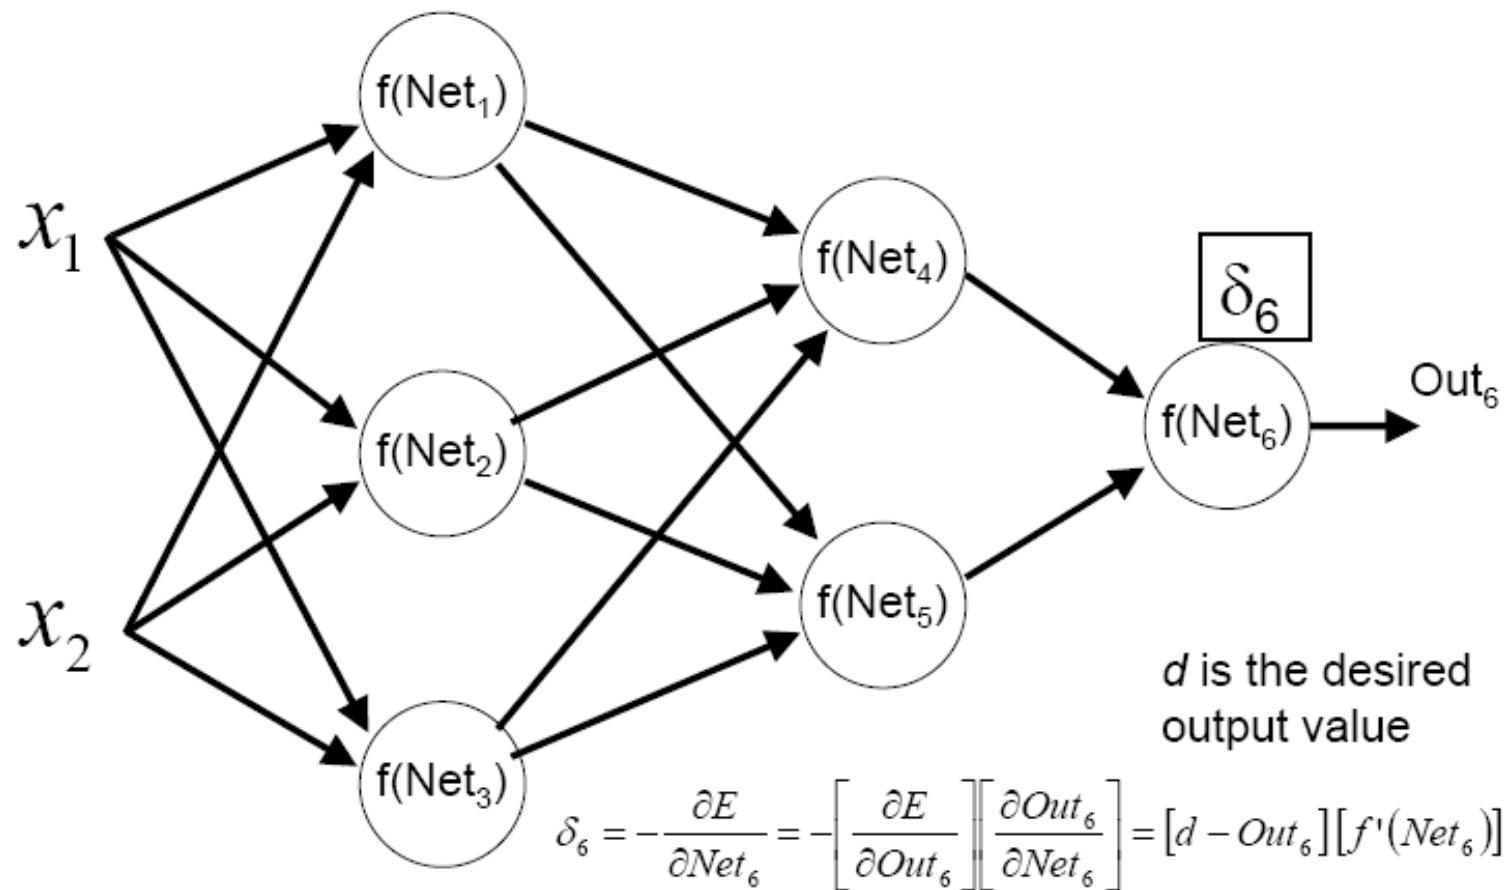 f(Net₁)
x₁
f(Net₄)
δ₆
Out₆
f(Net₆)
f(Net₂)
f(Net₅)
x₂
d is the desired
output value
f(Net₃)
δ₆ = −∂E/∂Net₆ = −[∂E/∂Out₆][∂Out₆/∂Net₆] = [d − Out₆][f'(Net₆)]